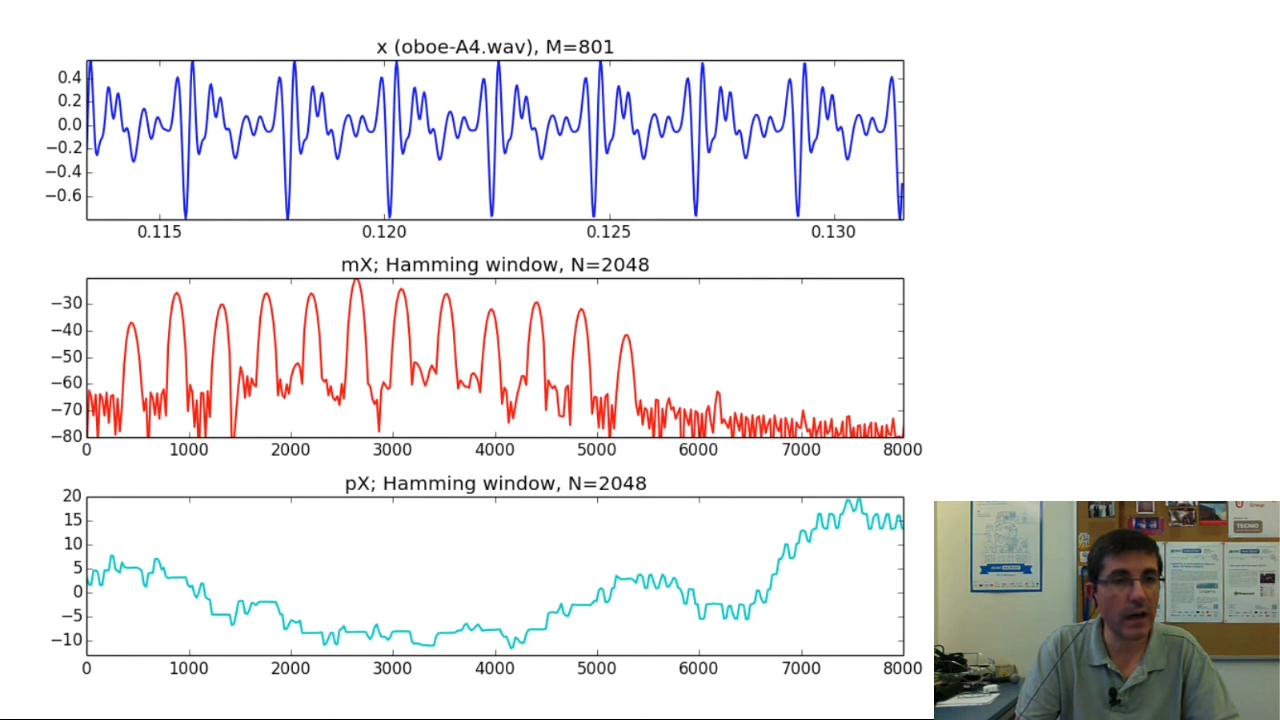 x (oboe-A4.wav), M=801
0.4
0.2
0.0
−0.2
−0.4
−0.6
0.115 0.120 0.125 0.130
mX; Hamming window, N=2048
−30
−40
−50
−60
−70
−80
0 1000 2000 3000 4000 5000 6000 7000 8000
pX; Hamming window, N=2048
20
15
10
5
0
−5
−10
0 1000 2000 3000 4000 5000 6000 7000 8000
Group
TECNIO